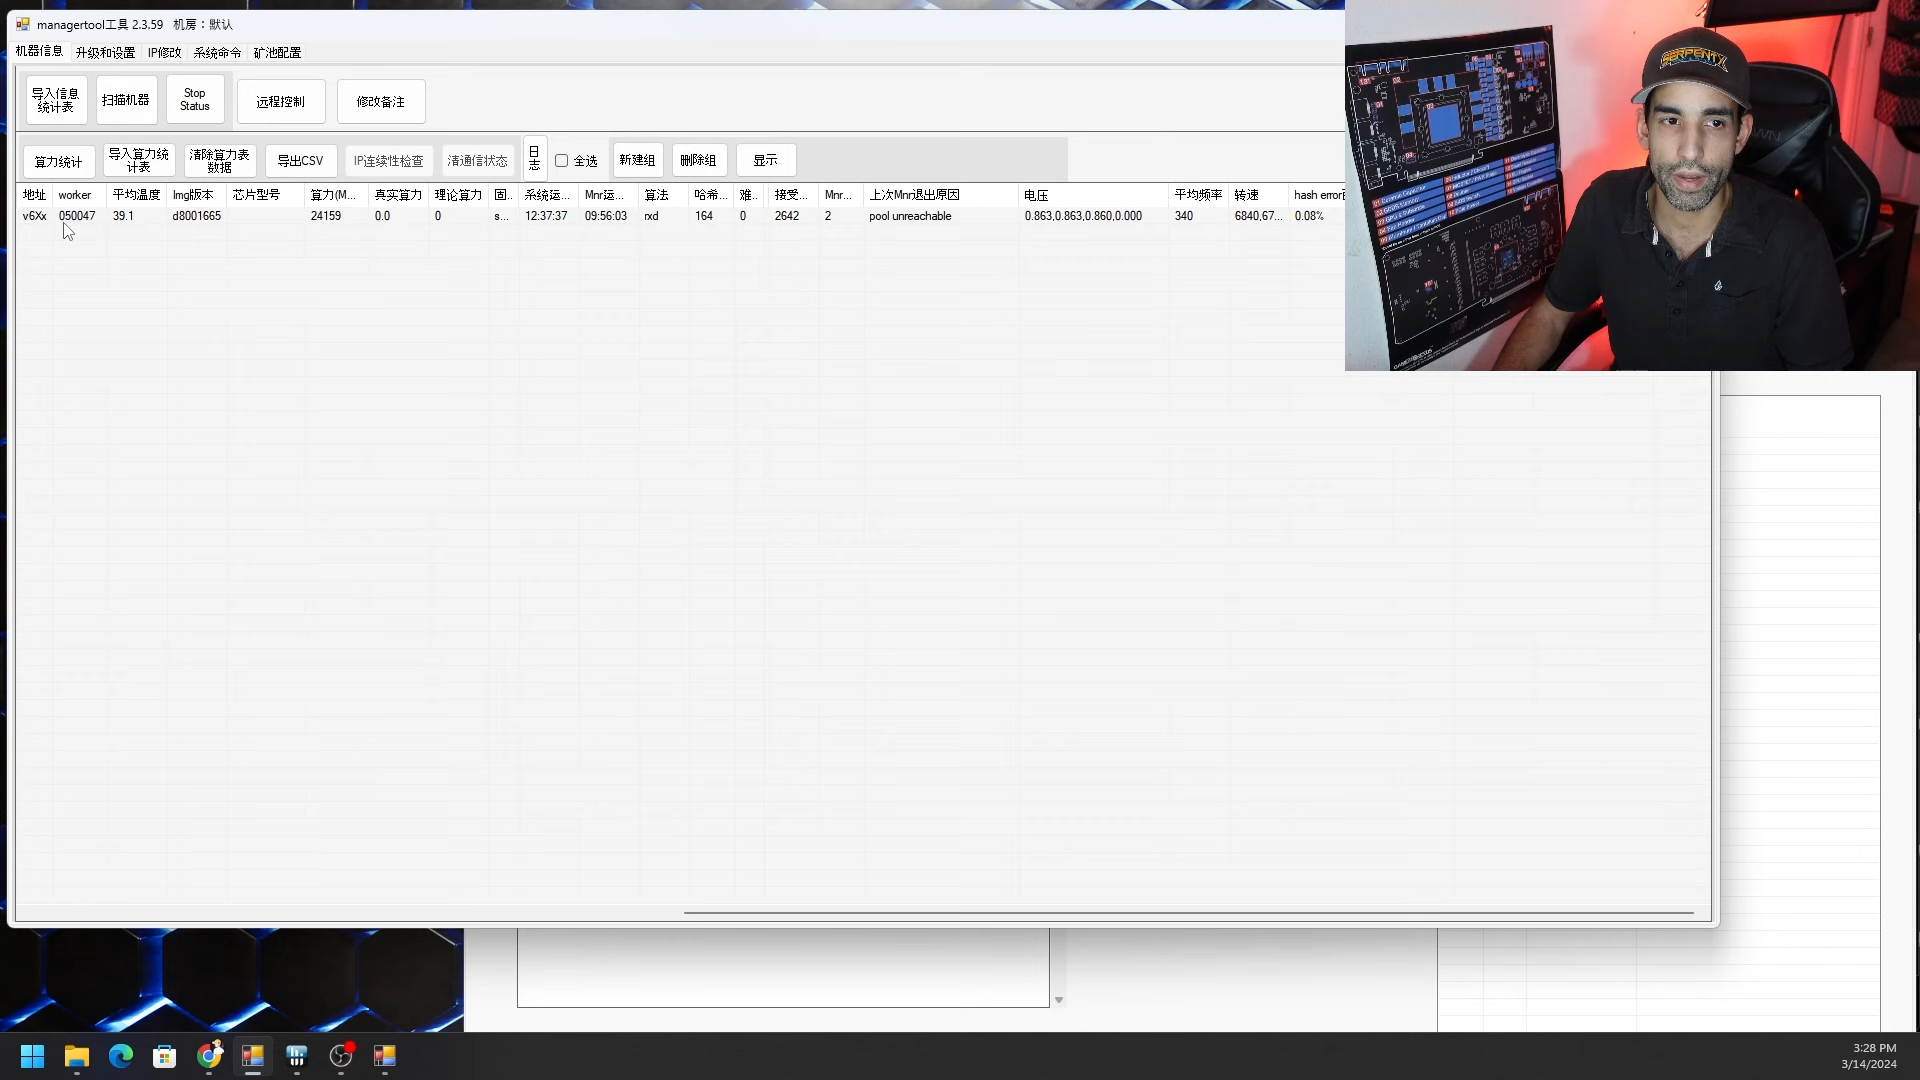 managertool工具 2.3.59 机房：默认
机器信息 升级和设置 IP修改 系统命令 矿池配置
导入信息
统计表
扫描机器
Stop
Status
远程控制
修改备注
算力统计
导入算力统
计表
清除算力表
数据
导出CSV
IP连续性检查
清通信状态
日
志
全选
新建组
删除组
显示
地址 worker 平均温度 Img版本 芯片型号 算力(M... 真实算力 理论算力 固.. 系统运... Mnr运... 算法 哈希... 难.. 接受... Mnr... 上次Mnr退出原因 电压 平均频率 转速 hash error
v6Xx 050047 39.1 d8001665 24159 0.0 0 s... 12:37:37 09:56:03 rxd 164 0 2642 2 pool unreachable 0.863,0.863,0.860,0.000 340 6840,67... 0.08%
SERPENTX
3:28 PM
3/14/2024